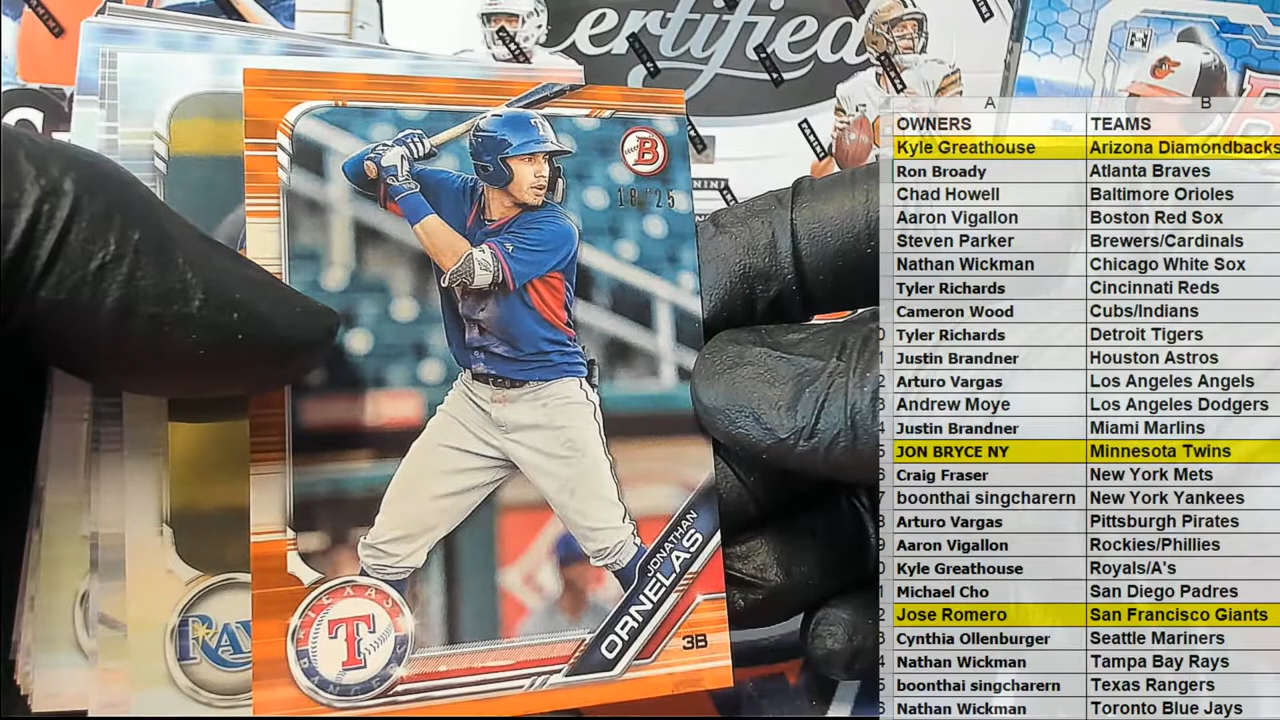 Certified
B
18/25
JONATHAN
ORNELAS
3B
TEXAS
T
RANGERS
RAY
PANINI
A B
OWNERS TEAMS
Kyle Greathouse Arizona Diamondbacks
Ron Broady Atlanta Braves
Chad Howell Baltimore Orioles
Aaron Vigallon Boston Red Sox
Steven Parker Brewers/Cardinals
Nathan Wickman Chicago White Sox
Tyler Richards Cincinnati Reds
Cameron Wood Cubs/Indians
Tyler Richards Detroit Tigers
Justin Brandner Houston Astros
Arturo Vargas Los Angeles Angels
Andrew Moye Los Angeles Dodgers
Justin Brandner Miami Marlins
JON BRYCE NY Minnesota Twins
Craig Fraser New York Mets
boonthai singcharern New York Yankees
Arturo Vargas Pittsburgh Pirates
Aaron Vigallon Rockies/Phillies
Kyle Greathouse Royals/A's
Michael Cho San Diego Padres
Jose Romero San Francisco Giants
Cynthia Ollenburger Seattle Mariners
Nathan Wickman Tampa Bay Rays
boonthai singcharern Texas Rangers
Nathan Wickman Toronto Blue Jays